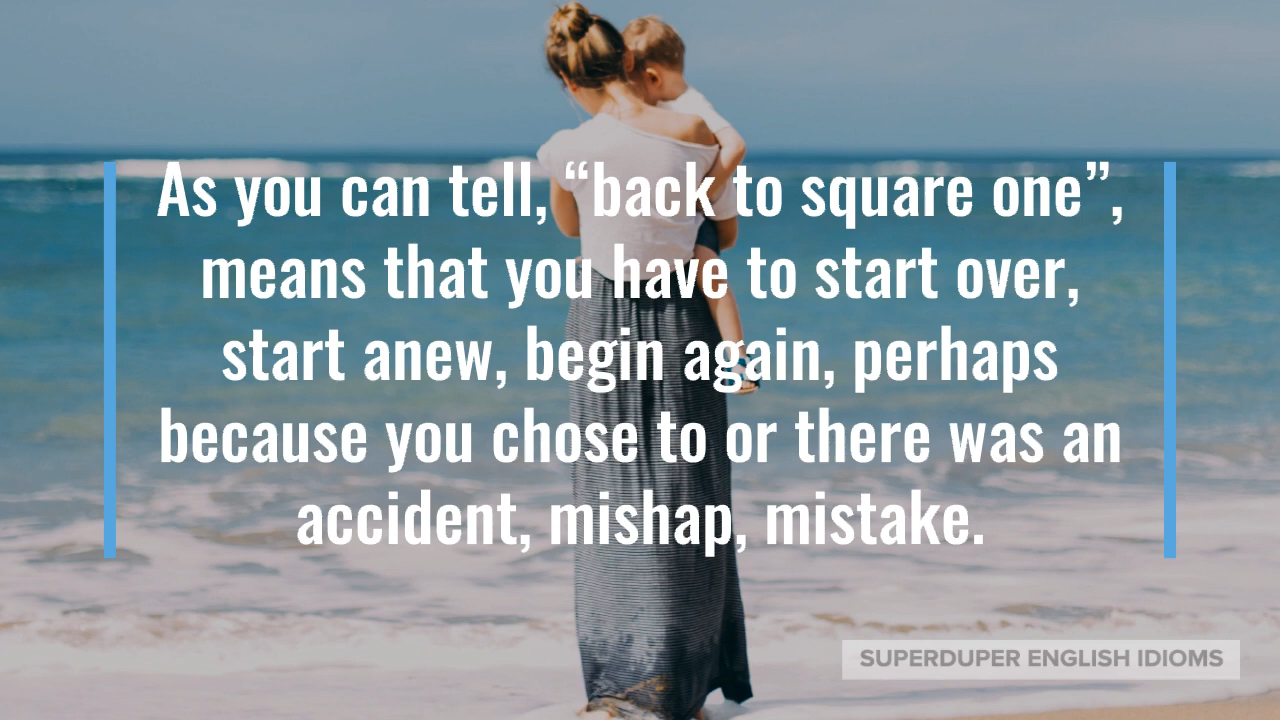 As you can tell, “back to square one”,
means that you have to start over,
start anew, begin again, perhaps
because you chose to or there was an
accident, mishap, mistake.
SUPERDUPER ENGLISH IDIOMS